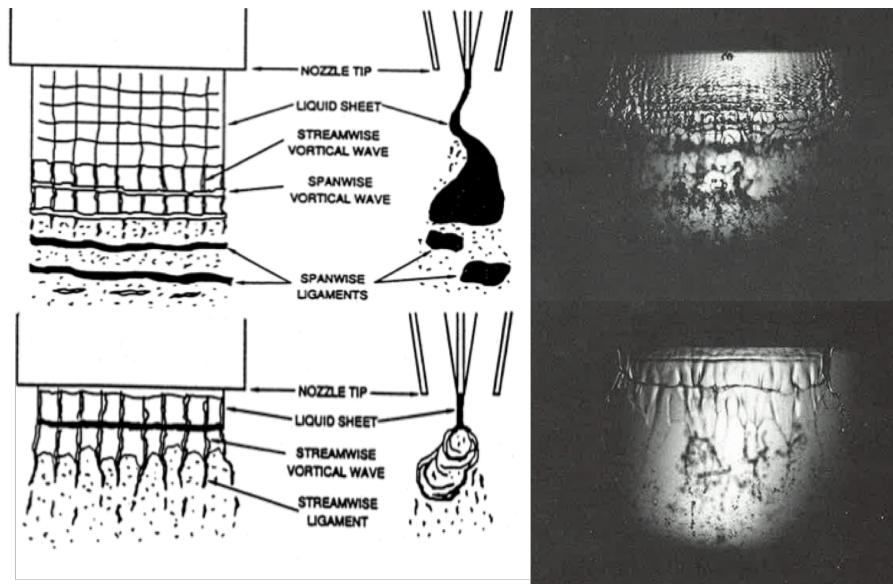 NOZZLE TIP
LIQUID SHEET
STREAMWISE
VORTICAL WAVE
SPANWISE
VORTICAL WAVE
SPANWISE
LIGAMENTS
NOZZLE TIP
LIQUID SHEET
STREAMWISE
VORTICAL WAVE
STREAMWISE
LIGAMENT